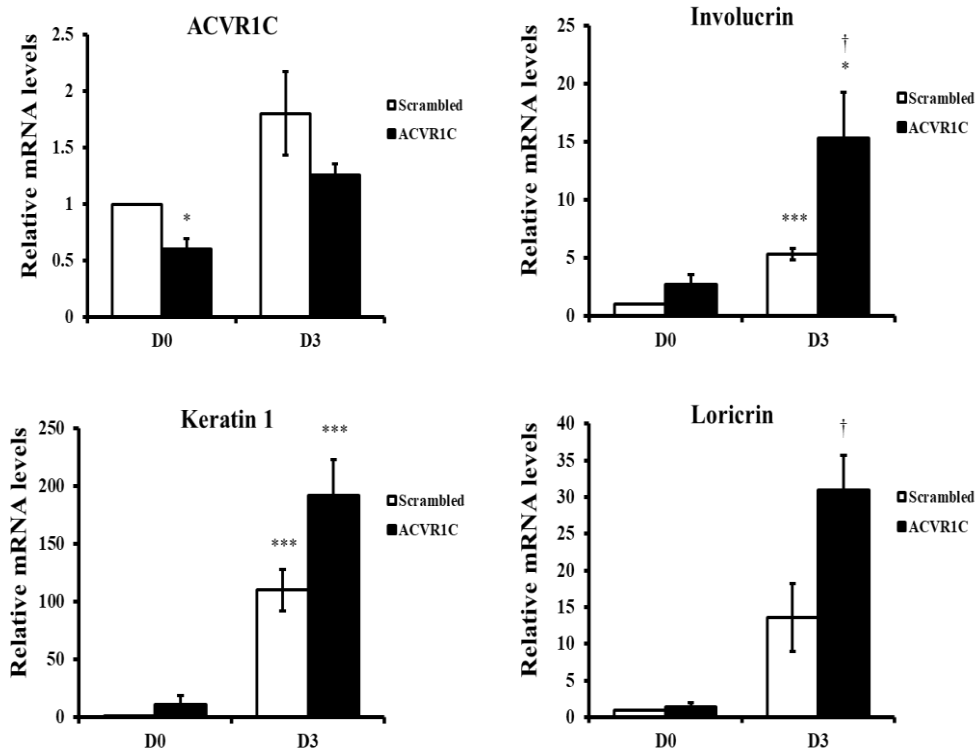 ACVR1C
Relative mRNA levels
2.5
2
1.5
1
0.5
0
*
D0
D3
Scrambled
ACVR1C
Involucrin
Relative mRNA levels
25
20
15
10
5
0
***
†
*
D0
D3
Scrambled
ACVR1C
Keratin 1
Relative mRNA levels
250
200
150
100
50
0
***
***
D0
D3
Scrambled
ACVR1C
Loricrin
Relative mRNA levels
40
35
30
25
20
15
10
5
0
†
D0
D3
Scrambled
ACVR1C